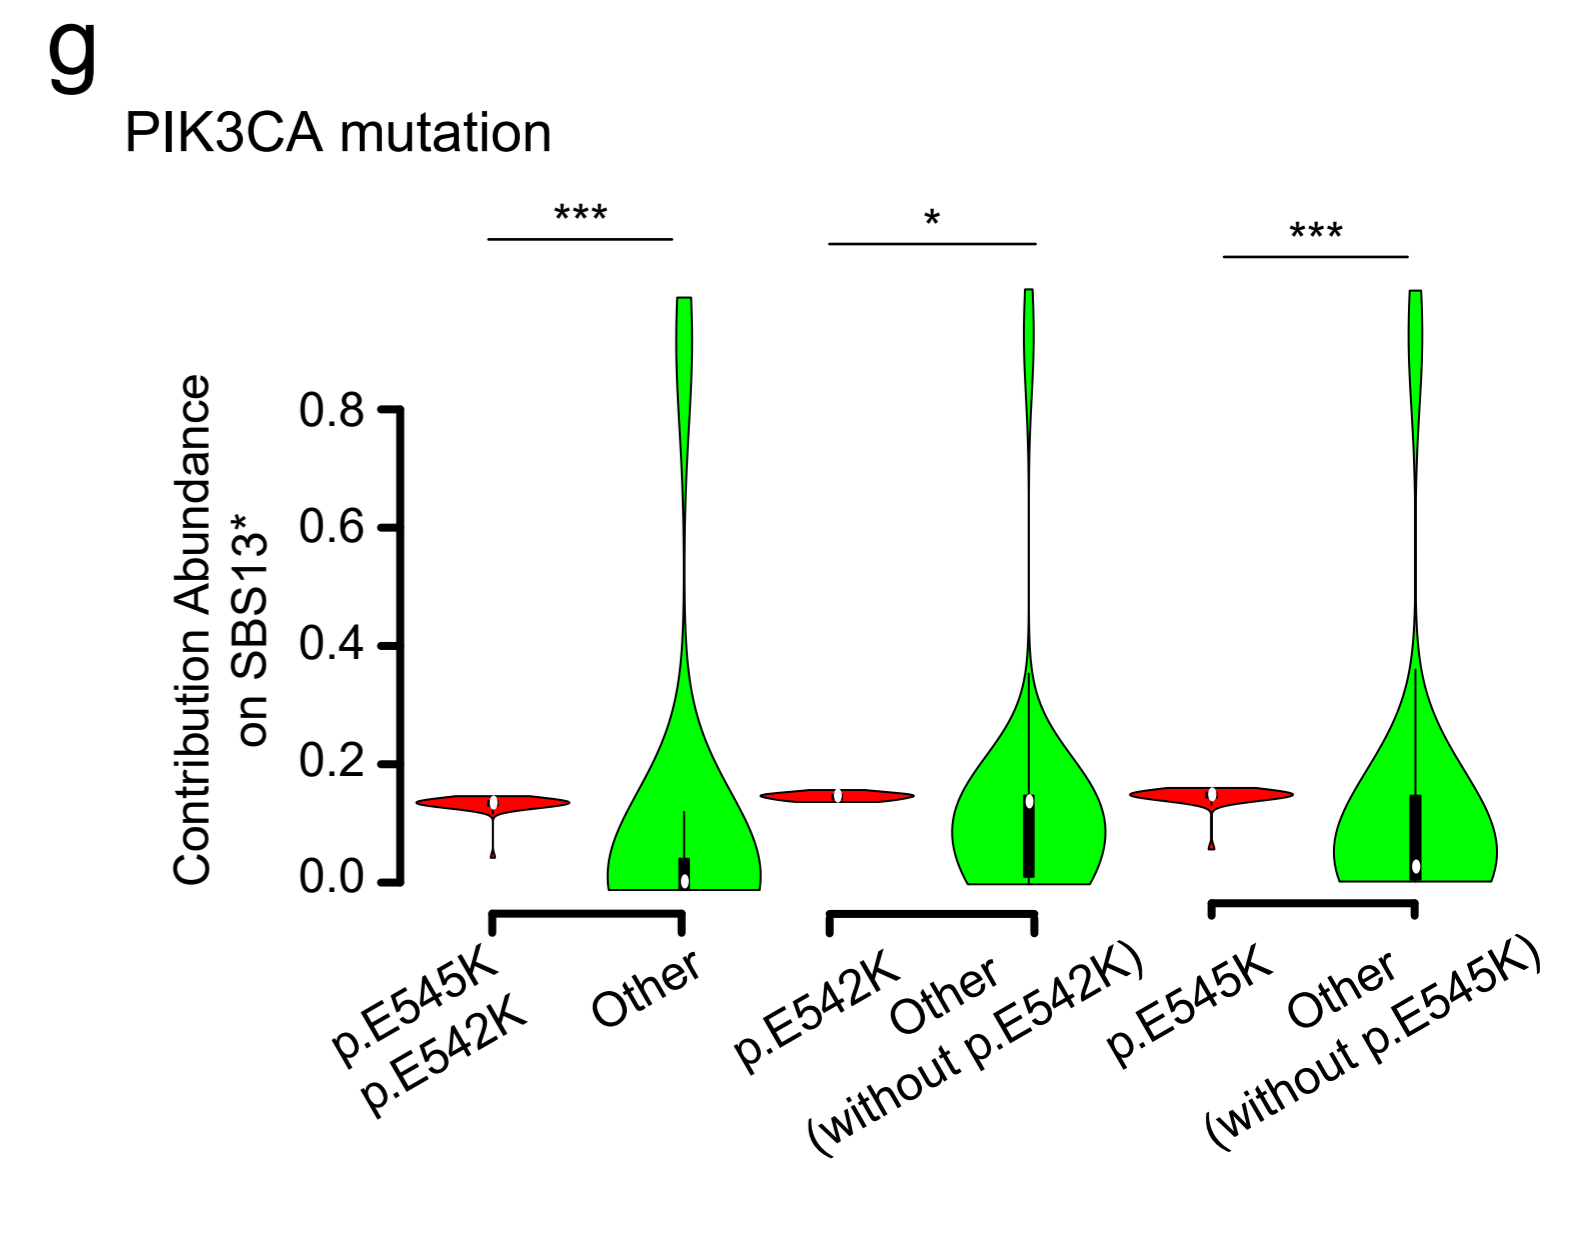 g
PIK3CA mutation
***
*
***
Contribution Abundance
on SBS13*
0.8
0.6
0.4
0.2
0.0
p.E545K
p.E542K
Other
p.E542K
Other
(without p.E542K)
p.E545K
Other
(without p.E545K)